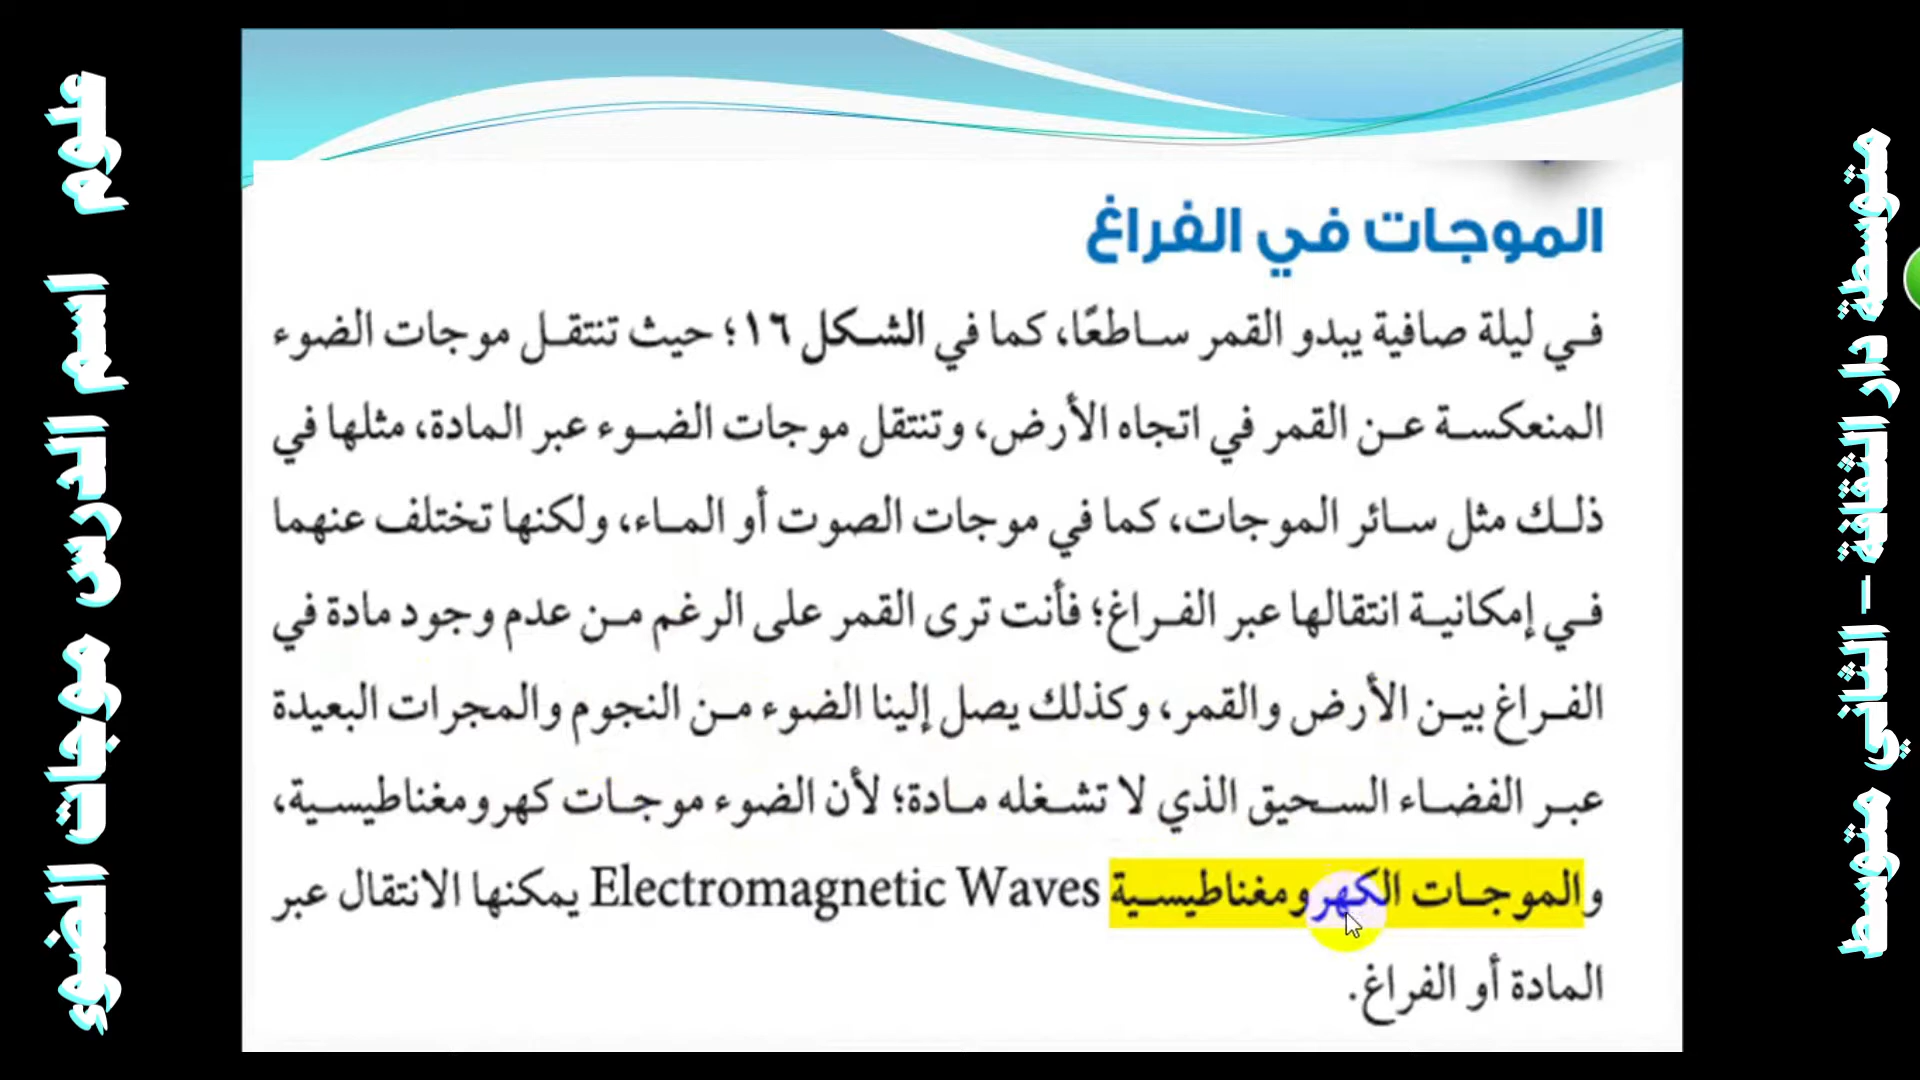 الموجات في الفراغ
في ليلة صافية يبدو القمر ساطعًا، كما في الشكل ١٦؛ حيث تنتقل موجات الضوء
المنعكسة عن القمر في اتجاه الأرض، وتنتقل موجات الضوء عبر المادة، مثلها في
ذلك مثل سائر الموجات، كما في موجات الصوت أو الماء، ولكنها تختلف عنهما
في إمكانية انتقالها عبر الفراغ؛ فأنت ترى القمر على الرغم من عدم وجود مادة في
الفراغ بين الأرض والقمر، وكذلك يصل إلينا الضوء من النجوم والمجرات البعيدة
عبر الفضاء السحيق الذي لا تشغله مادة؛ لأن الضوء موجات كهرومغناطيسية،
والموجات الكهرومغناطيسية Electromagnetic Waves يمكنها الانتقال عبر
المادة أو الفراغ.
متوسطة دار الثقافة – الثاني متوسط
علوم اسم الدرس موجات الضوء